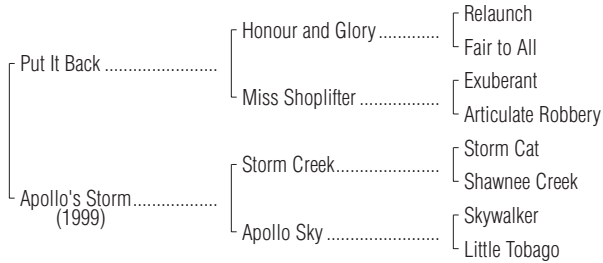 Relaunch
Honour and Glory .............
Fair to All
Put It Back ........................
Exuberant
Miss Shoplifter .................
Articulate Robbery
Storm Cat
Storm Creek......................
Shawnee Creek
Apollo's Storm..................
(1999)
Skywalker
Apollo Sky ........................
Little Tobago